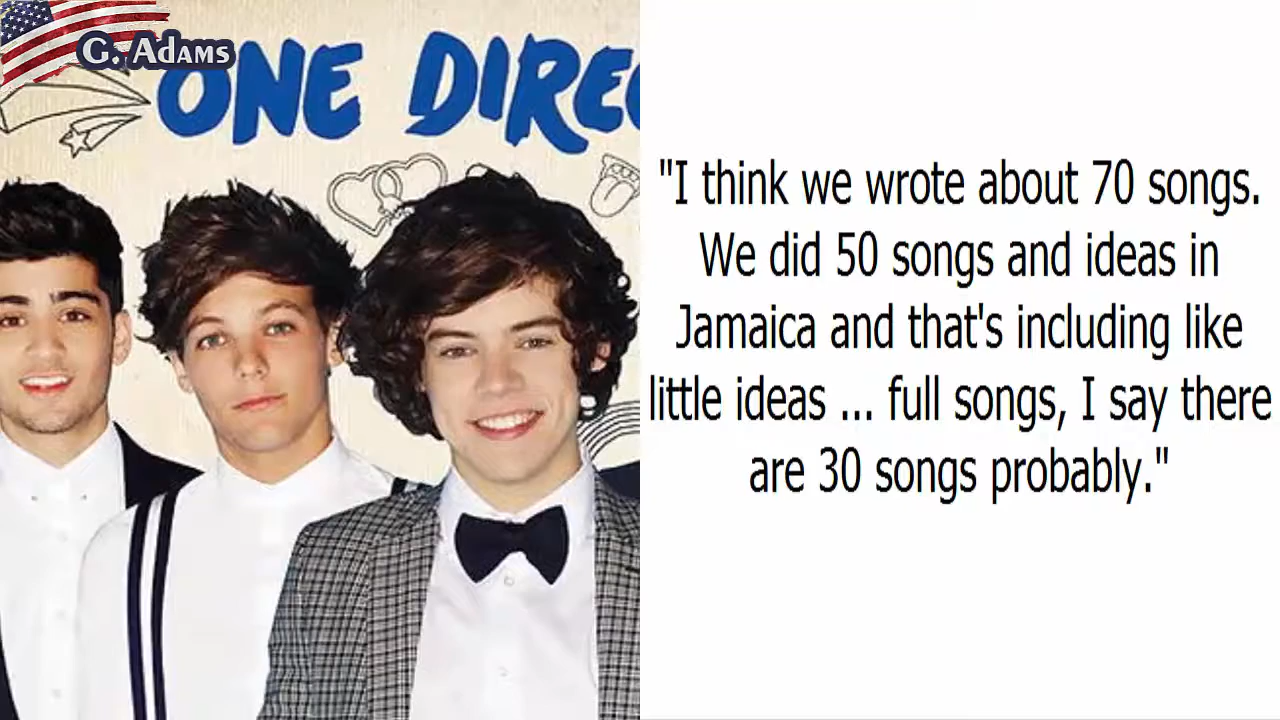 G. Adams
ONE DIREC
"I think we wrote about 70 songs.
We did 50 songs and ideas in
Jamaica and that's including like
little ideas ... full songs, I say there
are 30 songs probably."